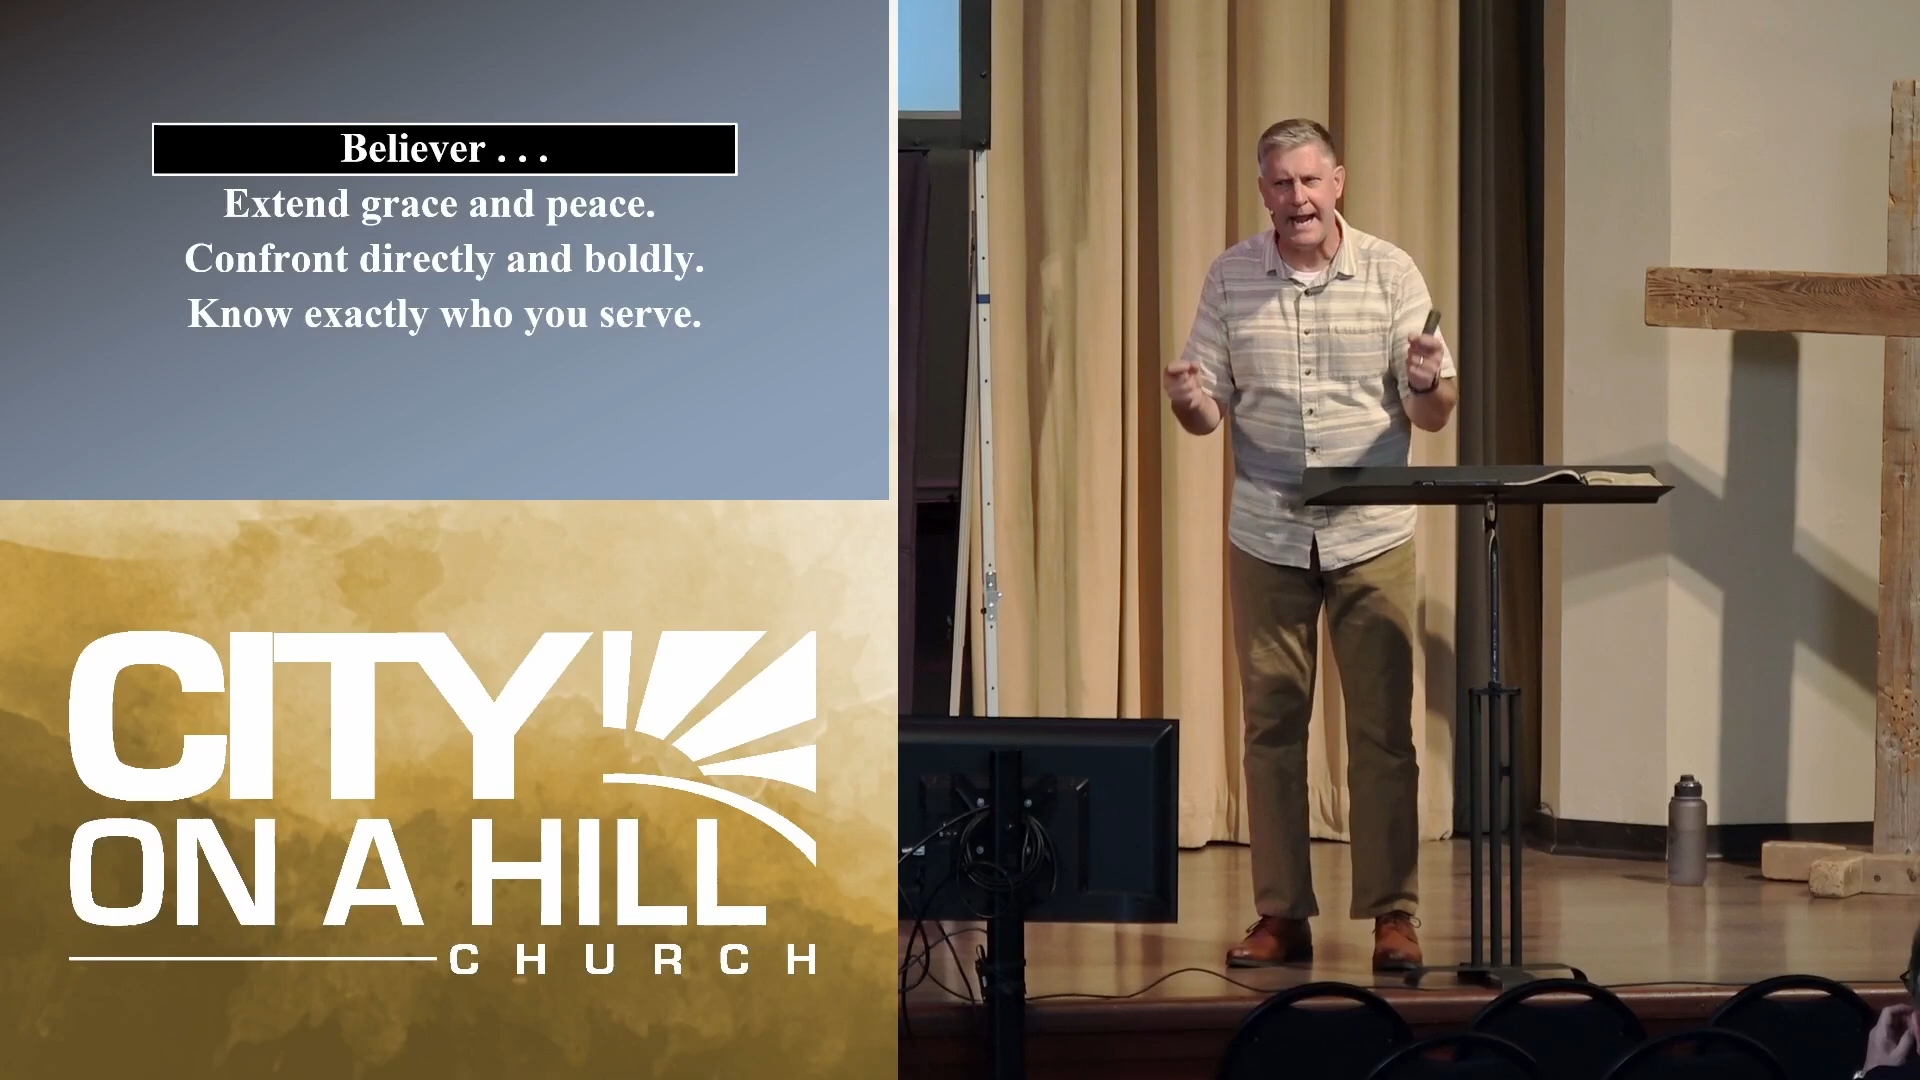 Believer . . .
Extend grace and peace.
Confront directly and boldly.
Know exactly who you serve.
CITY
ON A HILL
CHURCH